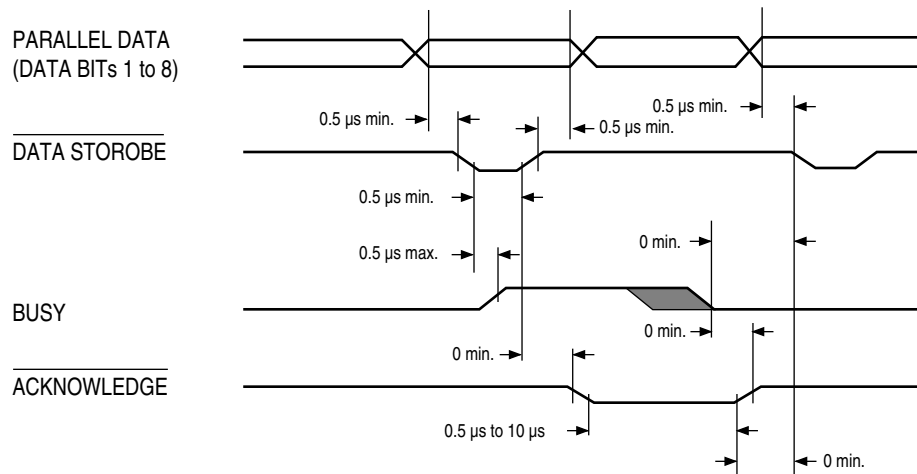 PARALLEL DATA
(DATA BITs 1 to 8)
0.5 µs min.
0.5 µs min.
0.5 µs min.
DATA STOROBE
0.5 µs min.
0.5 µs max.
0 min.
BUSY
0 min.
0 min.
ACKNOWLEDGE
0.5 µs to 10 µs
0 min.